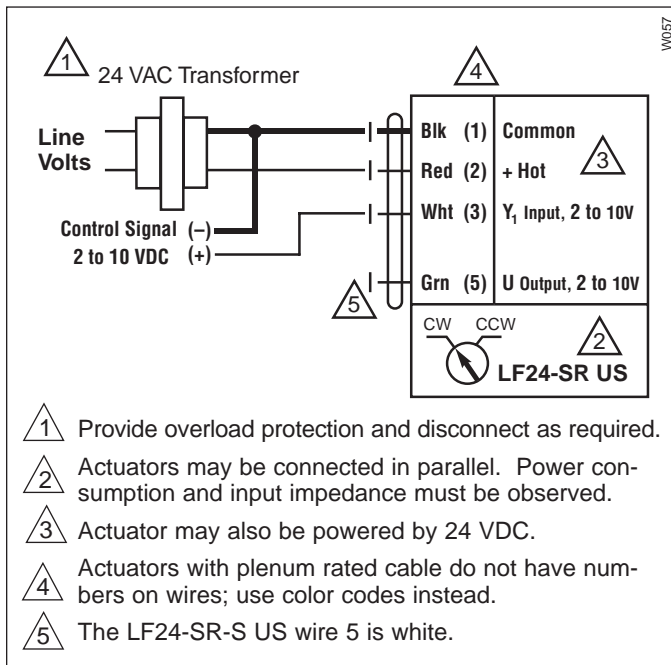 W057
1 24 VAC Transformer
4
Line
Volts
Blk (1) Common
3
Red (2) + Hot
Wht (3) Y1 Input, 2 to 10V
Control Signal (–)
2 to 10 VDC (+)
5
Grn (5) U Output, 2 to 10V
CW CCW
2
LF24-SR US
1 Provide overload protection and disconnect as required.
2 Actuators may be connected in parallel. Power con-
sumption and input impedance must be observed.
3 Actuator may also be powered by 24 VDC.
4 Actuators with plenum rated cable do not have num-
bers on wires; use color codes instead.
5 The LF24-SR-S US wire 5 is white.